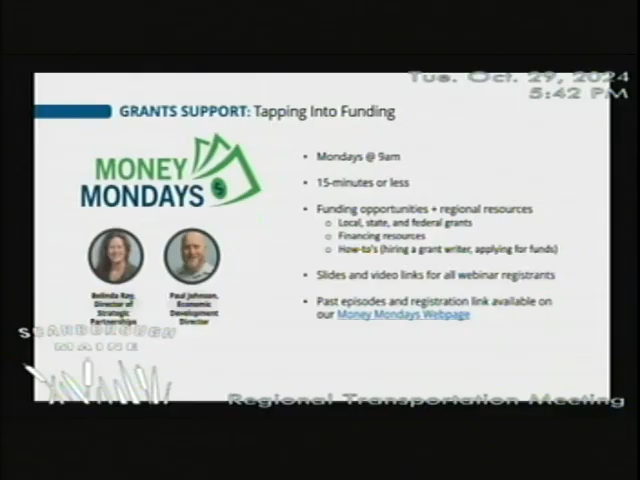 Tue. Oct. 29, 2024
5:42 PM
GRANTS SUPPORT: Tapping Into Funding
MONEY
MONDAYS
$
• Mondays @ 9am
• 15-minutes or less
• Funding opportunities + regional resources
o Local, state, and federal grants
o Financing resources
o How-to's (hiring a grant writer, applying for funds)
• Slides and video links for all webinar registrants
• Past episodes and registration link available on
our Money Mondays Webpage
Belinda Ray,
Director of
Strategic
Partnerships
Paul Johnson,
Economic
Development
Director
SCARBOROUGH
MAINE
Regional Transportation Meeting